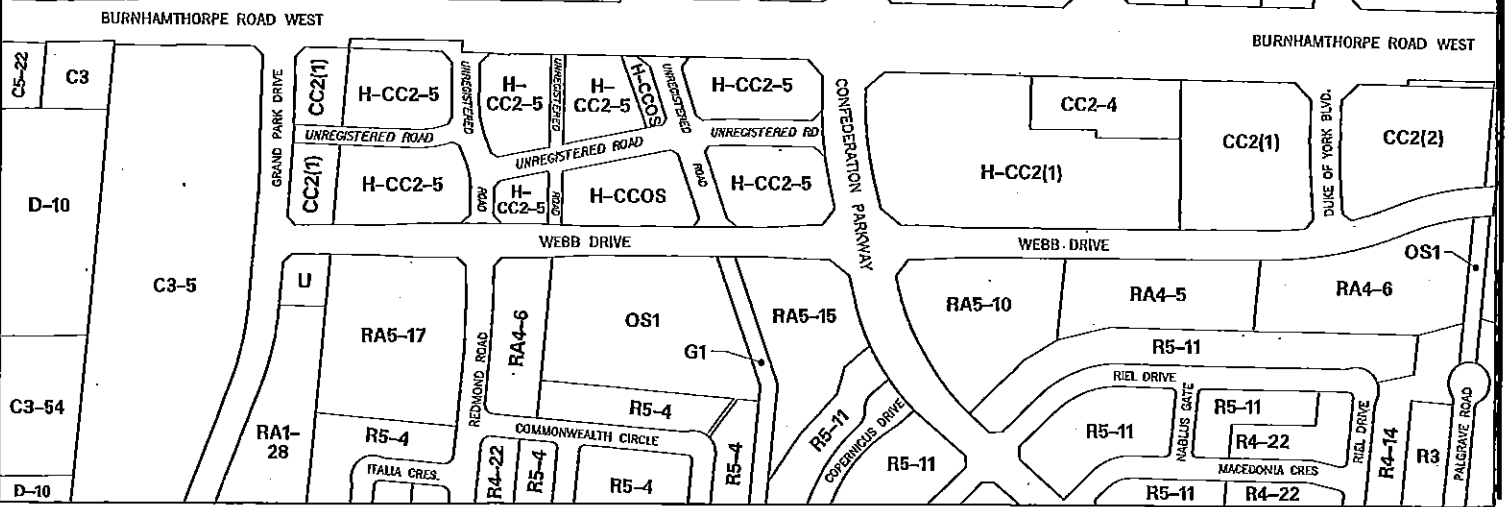 BURNHAMTHORPE ROAD WEST
BURNHAMTHORPE ROAD WEST
C5-22
C3
GRAND PARK DRIVE
CC2(1)
H-CC2-5
UNREGISTERED
H-
CC2-5
UNREGISTERED
H-
CC2-5
H-CCOS
UNREGISTERED
H-CC2-5
CONFEDERATION PARKWAY
CC2-4
CC2(1)
DUKE OF YORK BLVD.
CC2(2)
UNREGISTERED ROAD
UNREGISTERED ROAD
UNREGISTERED RD
D-10
CC2(1)
H-CC2-5
ROAD
H-
CC2-5
ROAD
H-CCOS
ROAD
H-CC2-5
H-CC2(1)
WEBB DRIVE
WEBB DRIVE
OS1
C3-5
U
RA5-17
REDMOND ROAD
RA4-6
OS1
G1
RA5-15
RA5-10
RA4-5
RA4-6
R5-11
RIEL DRIVE
C3-54
RA1-
28
R5-4
R5-4
COMMONWEALTH CIRCLE
R5-4
R5-11
COPERNICUS DRIVE
R5-11
R5-11
NABLUS GATE
R5-11
R4-22
RIEL DRIVE
R4-14
R3
PALGRAVE ROAD
ITALIA CRES.
R4-22
R5-4
R5-4
MACEDONIA CRES
D-10
R5-11
R4-22